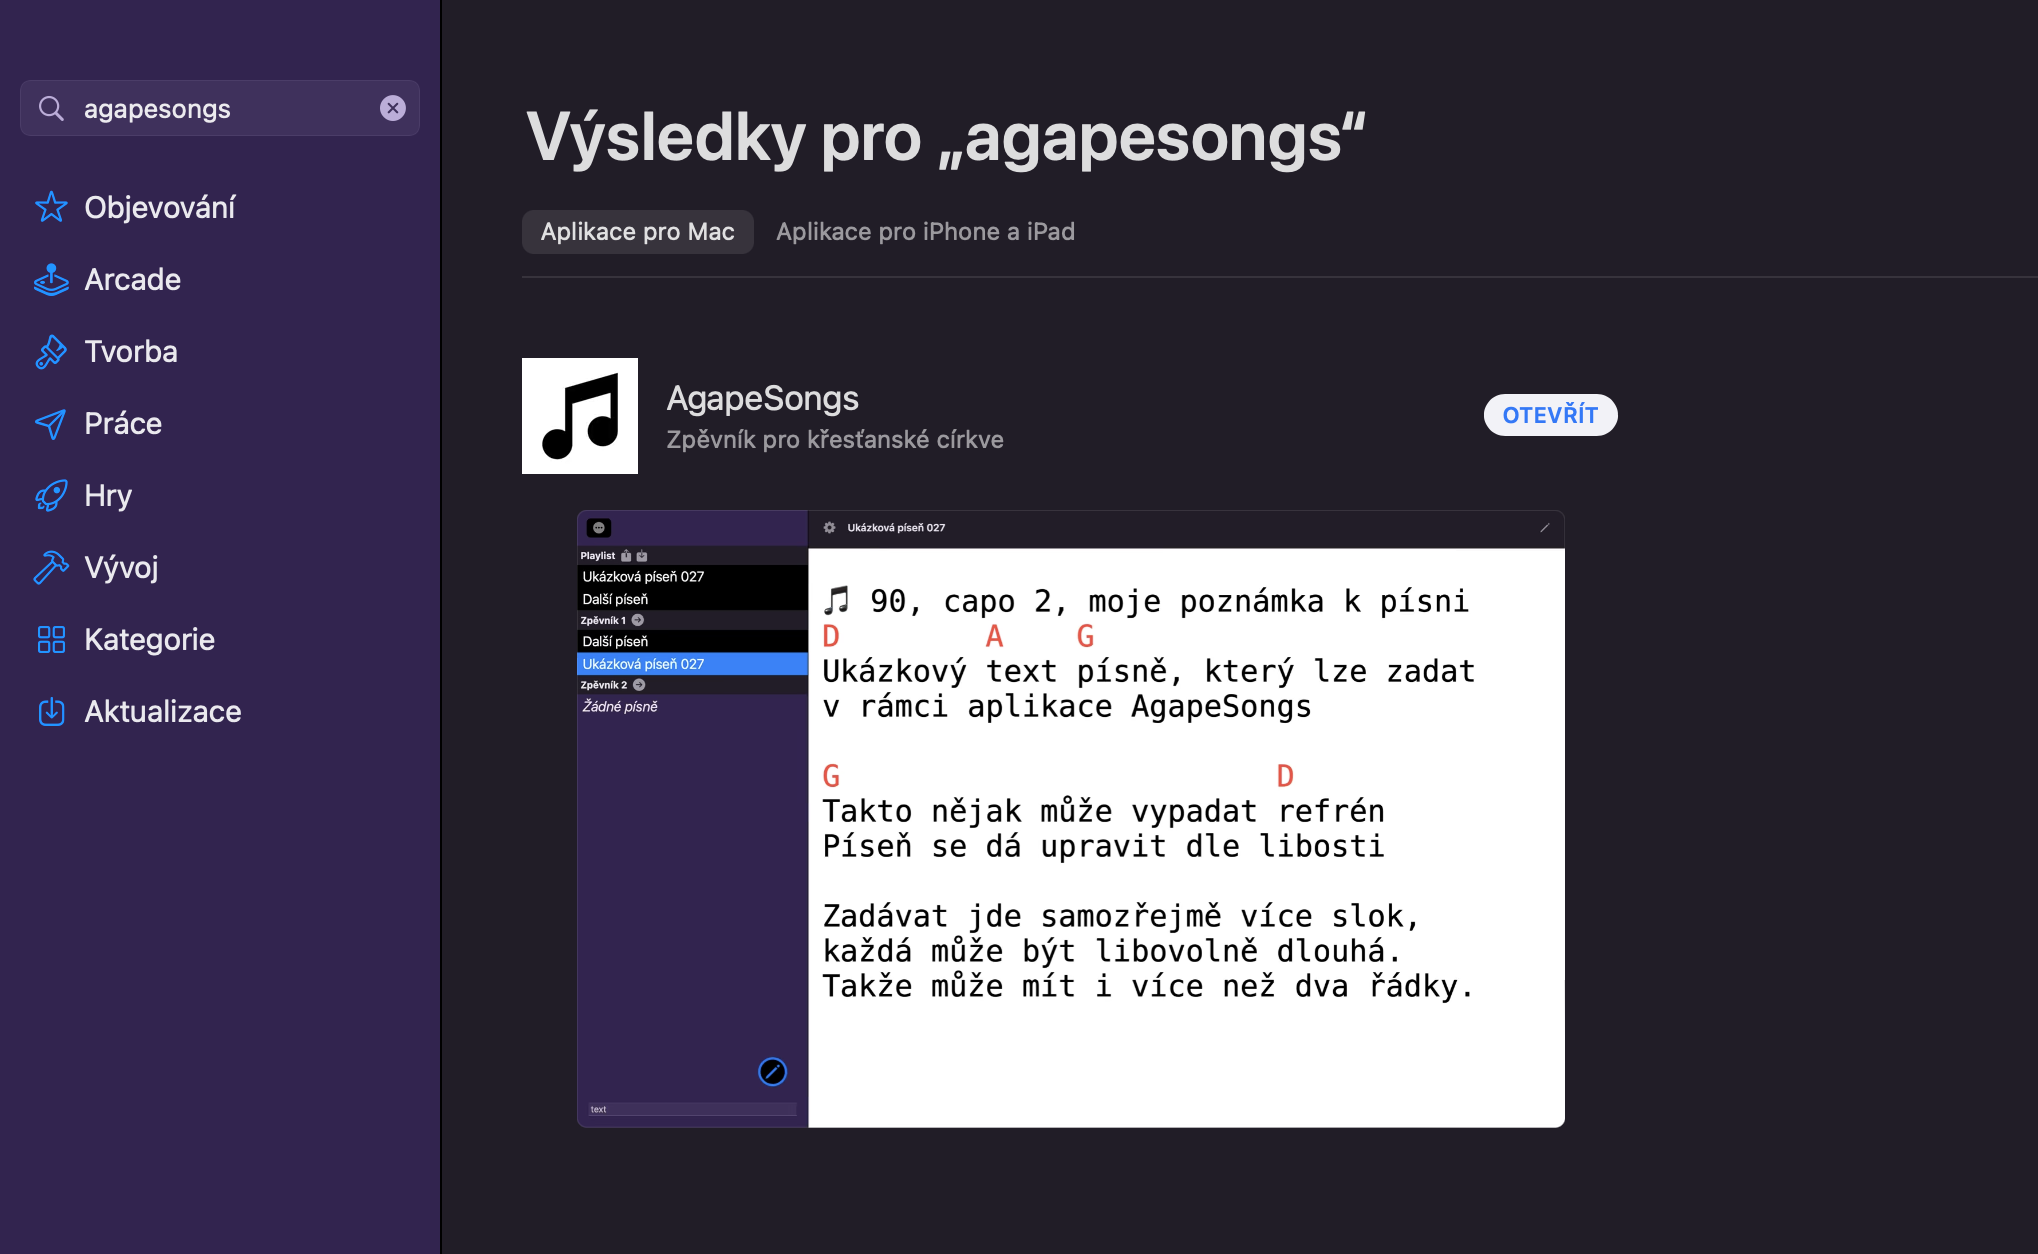 agapesongs
Objevování
Arcade
Tvorba
Práce
Hry
Vývoj
Kategorie
Aktualizace
Výsledky pro „agapesongs“
Aplikace pro Mac
Aplikace pro iPhone a iPad
AgapeSongs
Zpěvník pro křesťanské církve
OTEVŘÍT
Playlist
Ukázková píseň 027
Další píseň
Zpěvník 1
Další píseň
Ukázková píseň 027
Zpěvník 2
Žádné písně
text
Ukázková píseň 027
90, capo 2, moje poznámka k písni
D A G
Ukázkový text písně, který lze zadat
v rámci aplikace AgapeSongs
G D
Takto nějak může vypadat refrén
Píseň se dá upravit dle libosti
Zadávat jde samozřejmě více slok,
každá může být libovolně dlouhá.
Takže může mít i více než dva řádky.